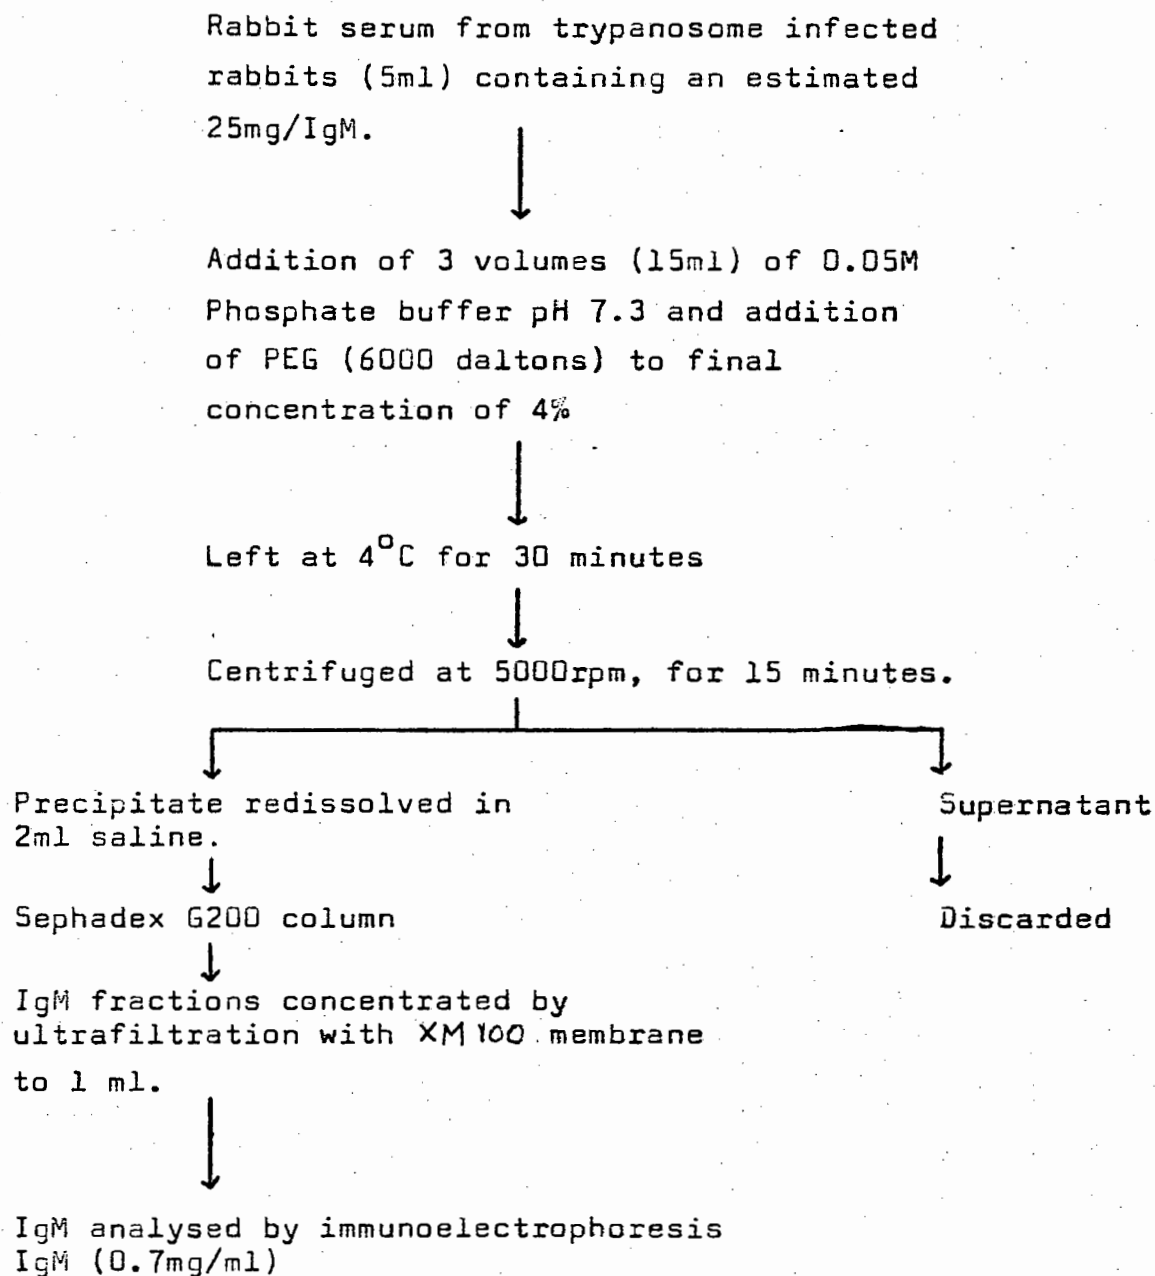 Rabbit serum from trypanosome infected
rabbits (5ml) containing an estimated
25mg/IgM.
Addition of 3 volumes (15ml) of 0.05M
Phosphate buffer pH 7.3 and addition
of PEG (6000 daltons) to final
concentration of 4%
Left at 4°C for 30 minutes
Centrifuged at 5000rpm, for 15 minutes.
Precipitate redissolved in
2ml saline.
Supernatant
Sephadex G200 column
Discarded
IgM fractions concentrated by
ultrafiltration with XM 100 membrane
to 1 ml.
IgM analysed by immunoelectrophoresis
IgM (0.7mg/ml)